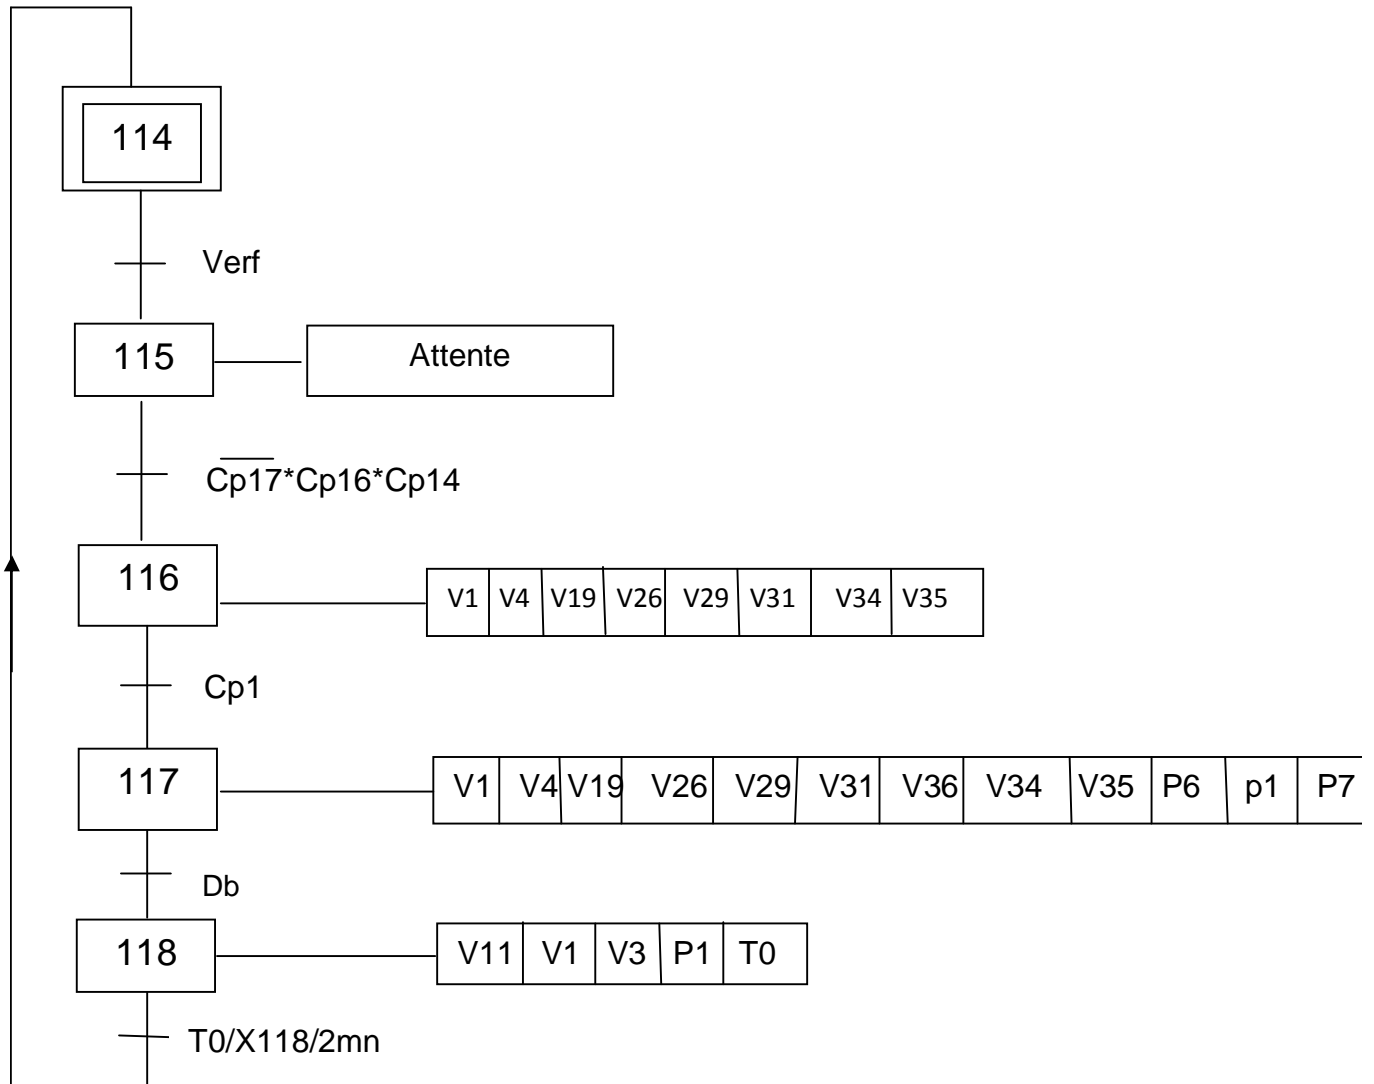 114
Verf
115 Attente
C̅p̅1̅7̅*Cp16*Cp14
116 V1 V4 V19 V26 V29 V31 V34 V35
Cp1
117 V1 V4 V19 V26 V29 V31 V36 V34 V35 P6 p1 P7
Db
118 V11 V1 V3 P1 T0
T0/X118/2mn